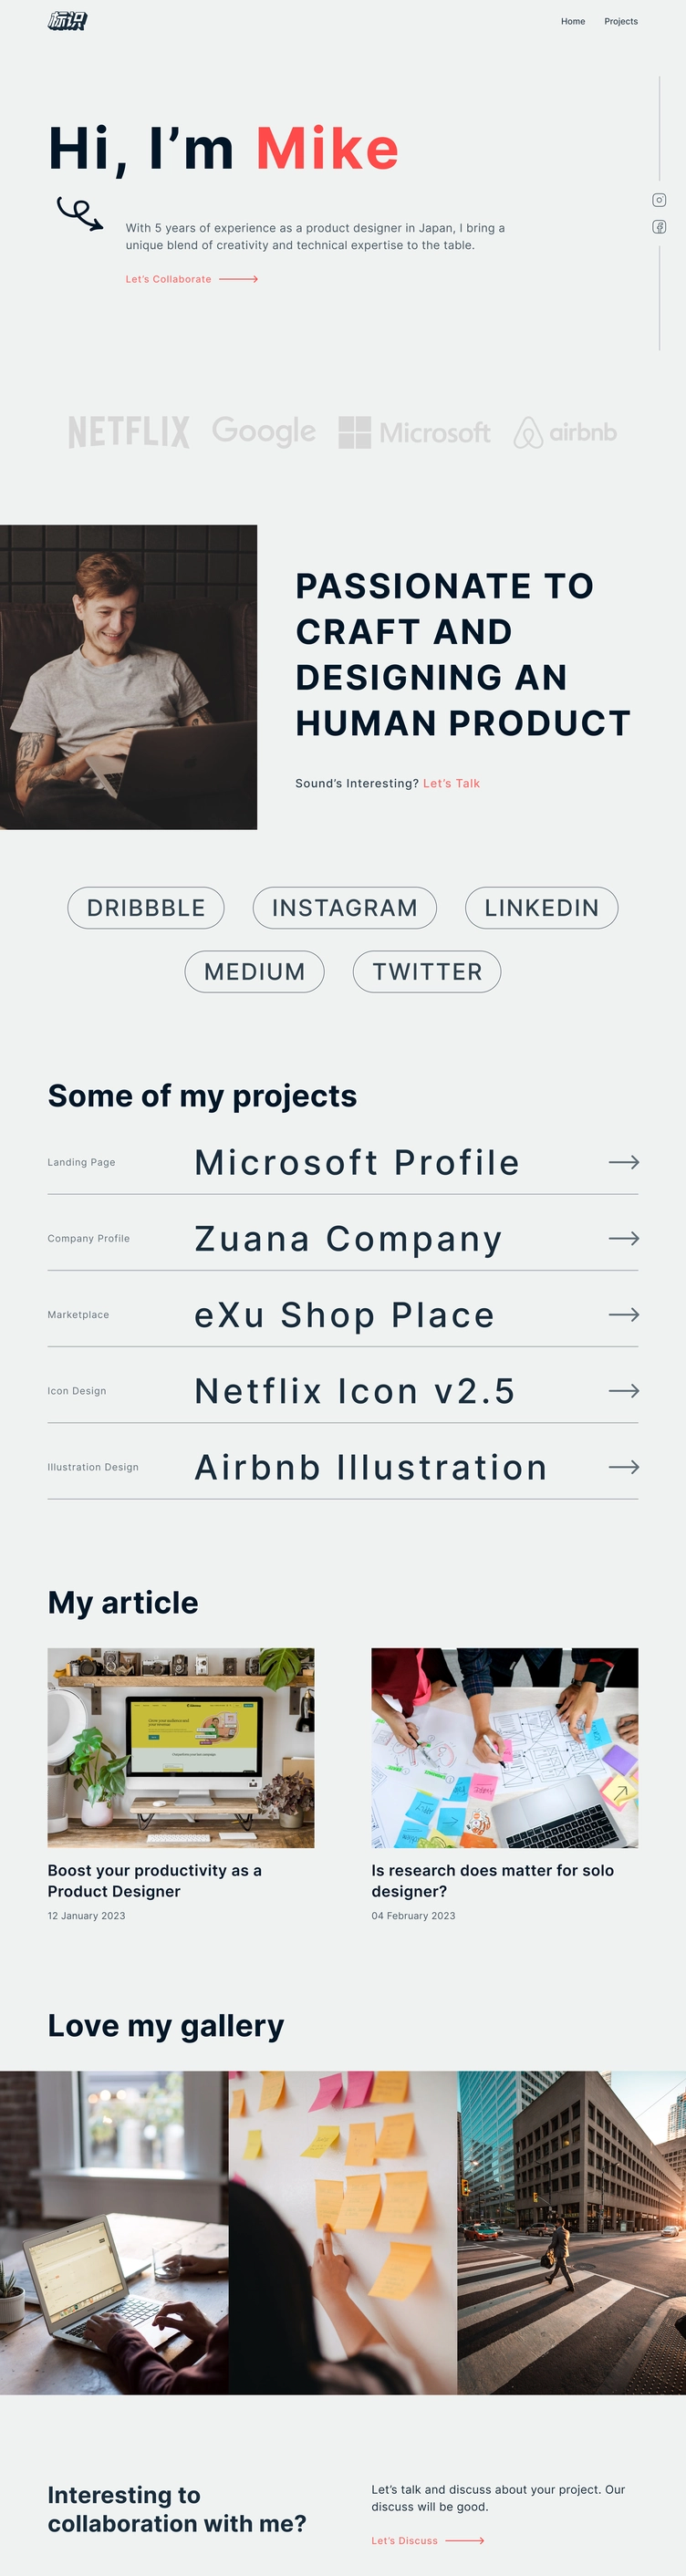 标识
Home
Projects
Hi, I’m Mike
With 5 years of experience as a product designer in Japan, I bring a
unique blend of creativity and technical expertise to the table.
Let’s Collaborate
NETFLIX
Google
Microsoft
airbnb
PASSIONATE TO
CRAFT AND
DESIGNING AN
HUMAN PRODUCT
Sound’s Interesting? Let’s Talk
DRIBBBLE
INSTAGRAM
LINKEDIN
MEDIUM
TWITTER
Some of my projects
Landing Page
Microsoft Profile
Company Profile
Zuana Company
Marketplace
eXu Shop Place
Icon Design
Netflix Icon v2.5
Illustration Design
Airbnb Illustration
My article
Boost your productivity as a
Product Designer
12 January 2023
Is research does matter for solo
designer?
04 February 2023
Love my gallery
Interesting to
collaboration with me?
Let’s talk and discuss about your project. Our
discuss will be good.
Let’s Discuss